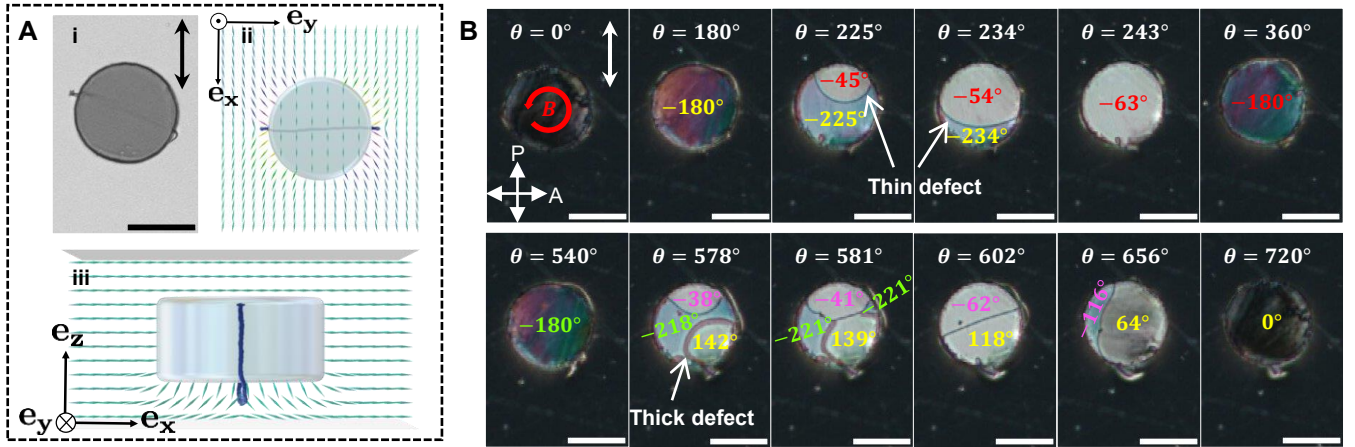 A
i
ii
e_y
e_x
iii
e_z
e_y
e_x
B
θ = 0°
θ = 180°
θ = 225°
θ = 234°
θ = 243°
θ = 360°
B
−180°
−45°
−225°
−54°
−234°
−63°
−180°
P
A
Thin defect
θ = 540°
θ = 578°
θ = 581°
θ = 602°
θ = 656°
θ = 720°
−180°
−38°
−218°
142°
−41°
−221°
−221°
139°
−62°
118°
−116°
64°
0°
Thick defect